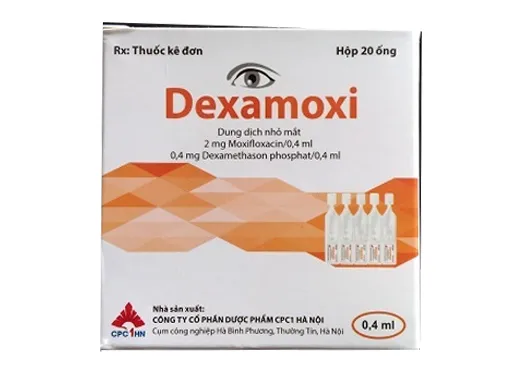 Rx: Thuốc kê đơn
Hộp 20 ống
Dexamoxi
Dung dịch nhỏ mắt
2 mg Moxifloxacin/0,4 ml
0,4 mg Dexamethason phosphat/0,4 ml
Nhà sản xuất:
CÔNG TY CỔ PHẦN DƯỢC PHẨM CPC1 HÀ NỘI
Cụm công nghiệp Hà Bình Phương, Thường Tín, Hà Nội
CPC1HN
0,4 ml